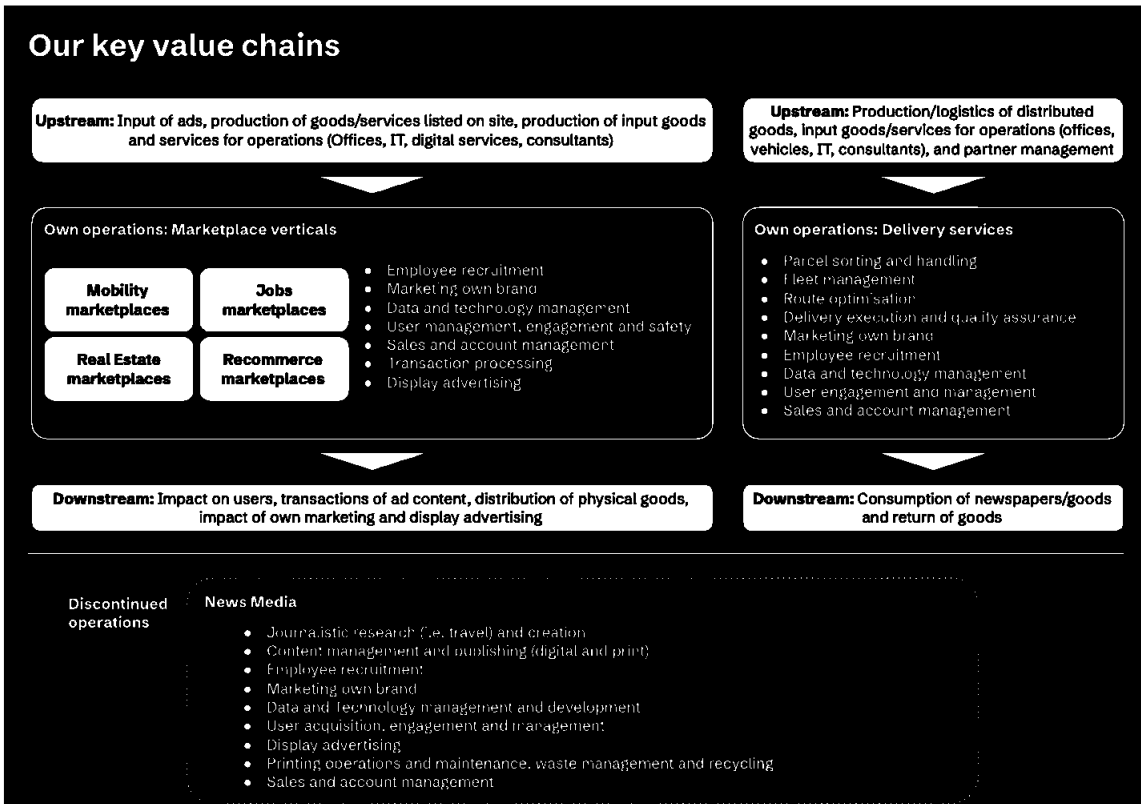 Our key value chains
Upstream: Input of ads, production of goods/services listed on site, production of input goods
and services for operations (Offices, IT, digital services, consultants)
Upstream: Production/logistics of distributed
goods, input goods/services for operations (offices,
vehicles, IT, consultants), and partner management
Own operations: Marketplace verticals
Mobility
marketplaces
Jobs
marketplaces
Real Estate
marketplaces
Recommerce
marketplaces
• Employee recruitment
• Marketing own brand
• Data and technology management
• User management, engagement and safety
• Sales and account management
• Transaction processing
• Display advertising
Own operations: Delivery services
• Parcel sorting and handling
• Fleet management
• Route optimisation
• Delivery execution and quality assurance
• Marketing own brand
• Employee recruitment
• Data and technology management
• User engagement and management
• Sales and account management
Downstream: Impact on users, transactions of ad content, distribution of physical goods,
impact of own marketing and display advertising
Downstream: Consumption of newspapers/goods
and return of goods
Discontinued
operations
News Media
• Journalistic research (i.e. travel) and creation
• Content management and publishing (digital and print)
• Employee recruitment
• Marketing own brand
• Data and Technology management and development
• User acquisition, engagement and management
• Display advertising
• Printing operations and maintenance, waste management and recycling
• Sales and account management